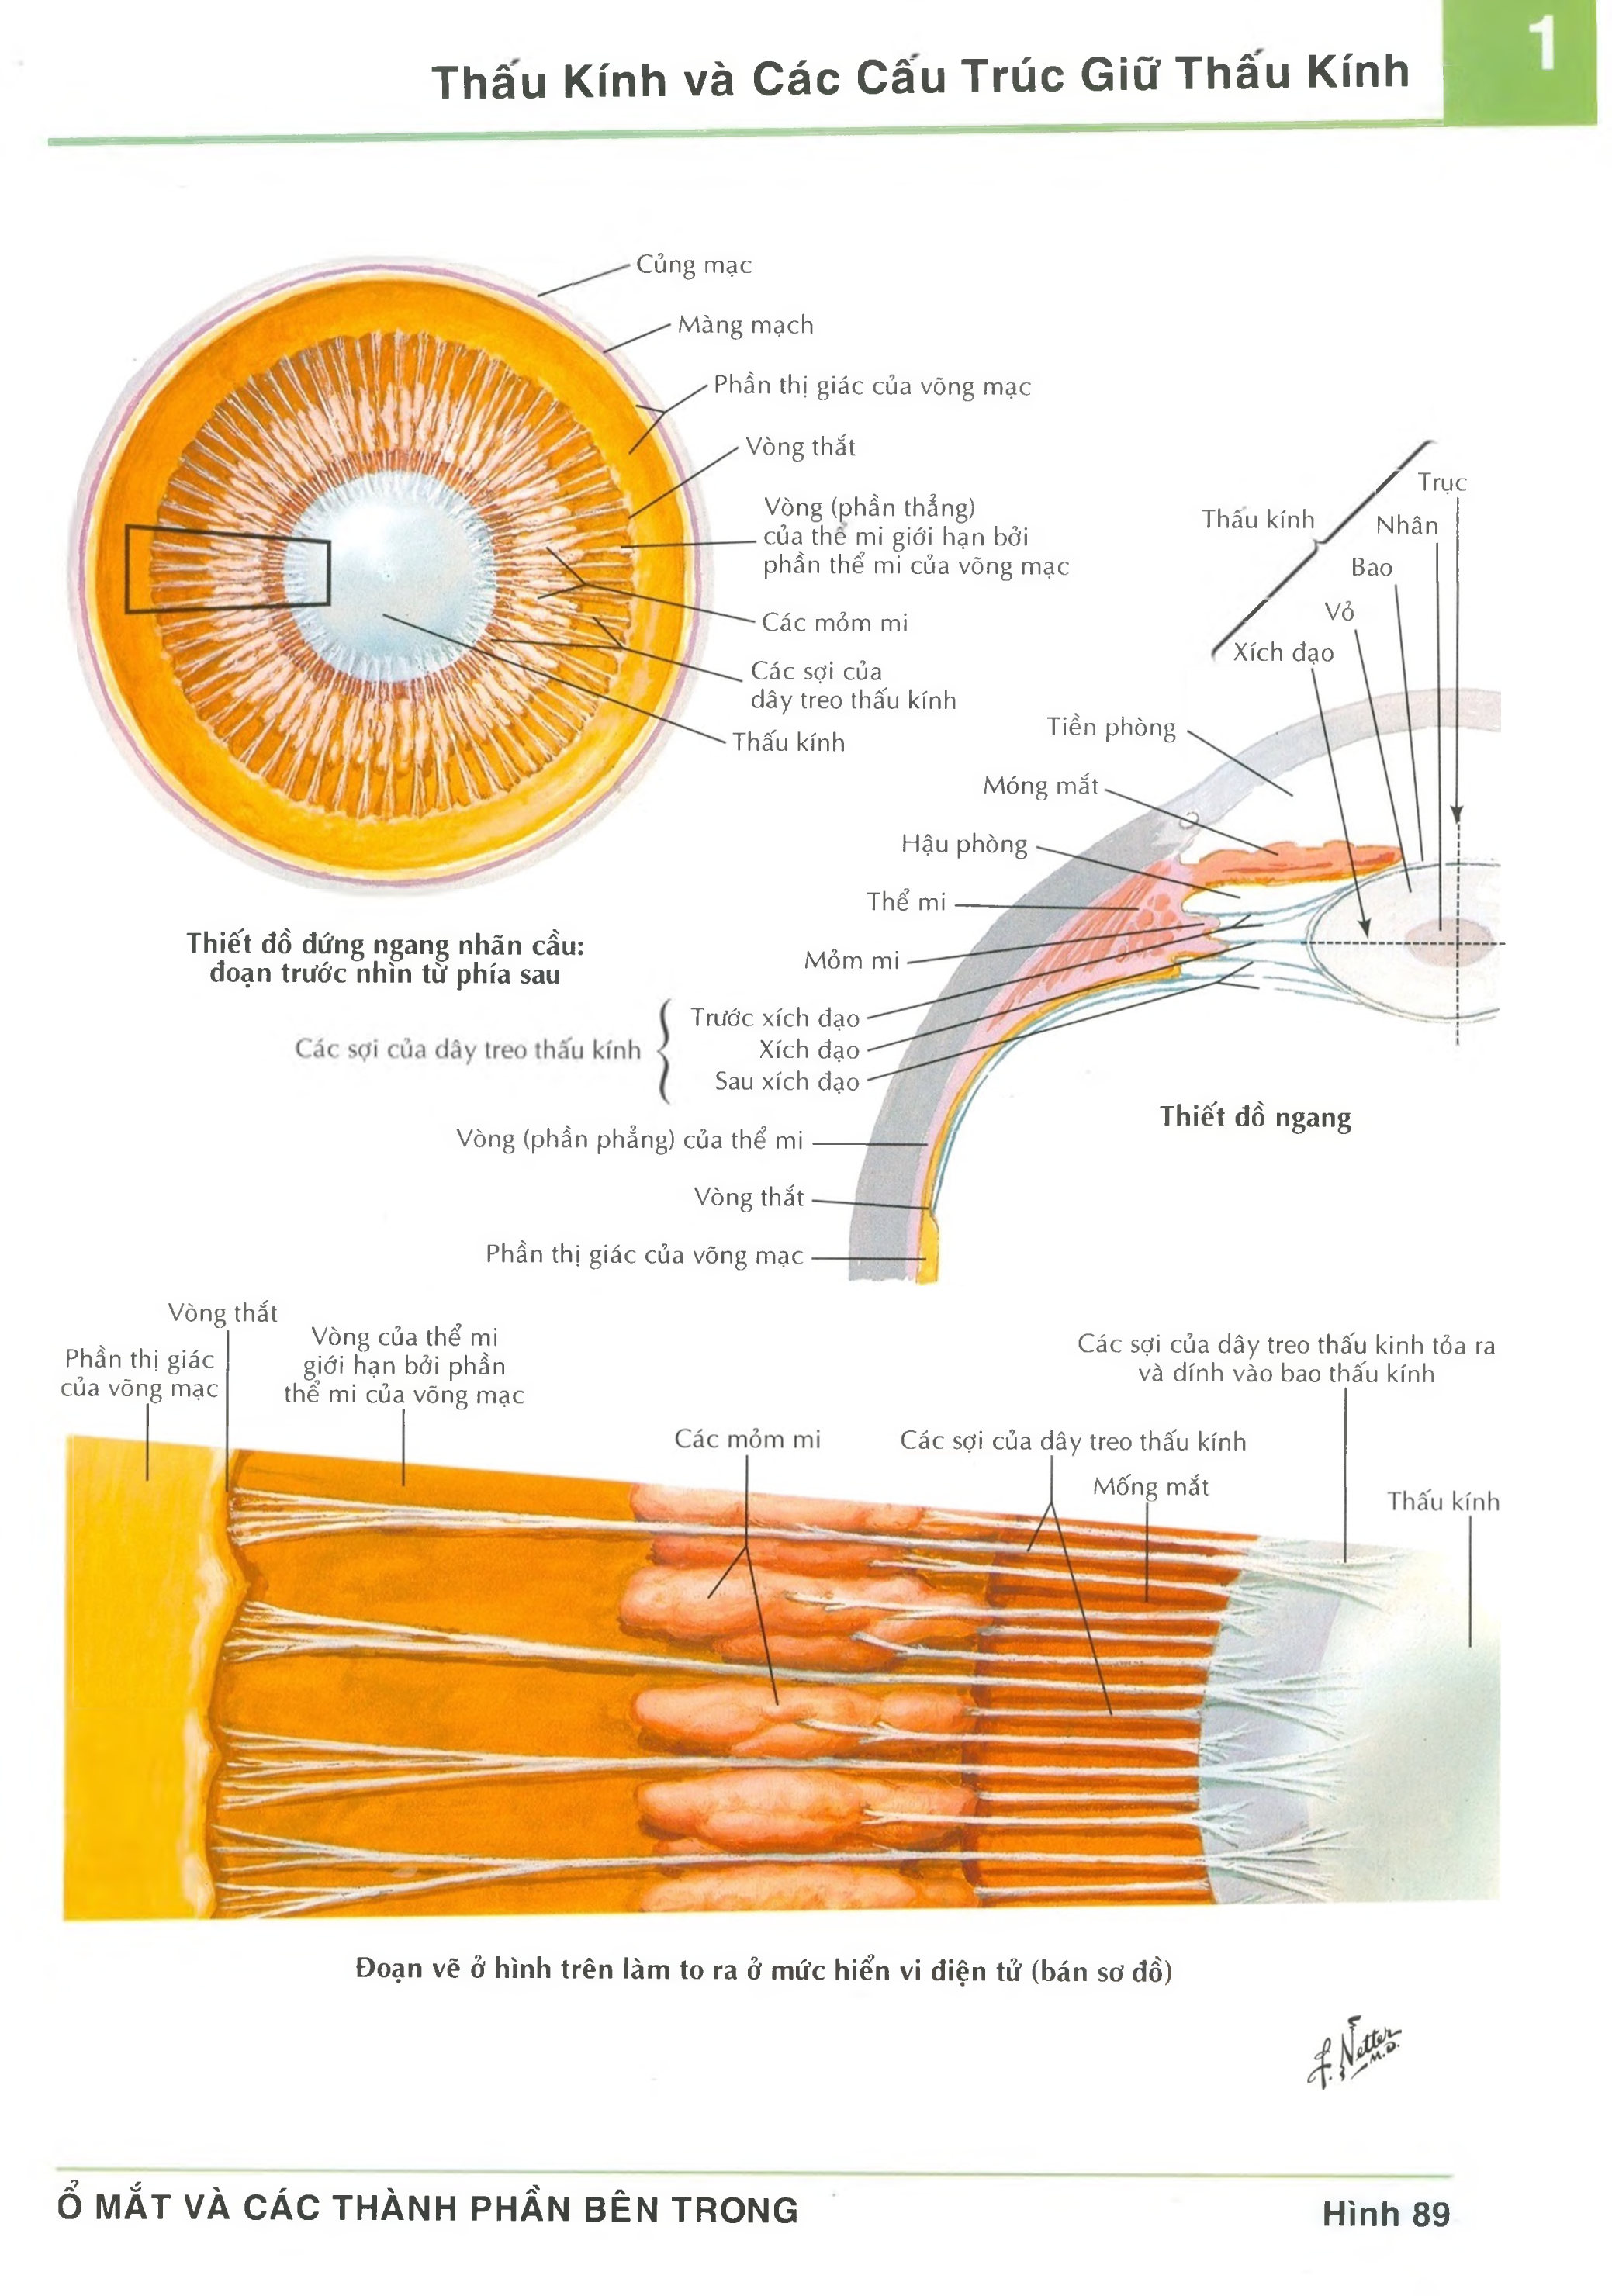 1
Thấu Kính và Các Cấu Trúc Giữ Thấu Kính
Củng mạc
Màng mạch
Phần thị giác của võng mạc
Vòng thắt
Vòng (phần thẳng)
của thể mi giới hạn bởi
phần thể mi của võng mạc
Các mỏm mi
Các sợi của
dây treo thấu kính
Thấu kính
Thiết đồ đứng ngang nhãn cầu:
đoạn trước nhìn từ phía sau
Trục
Thấu kính
Nhân
Bao
Vỏ
Xích đạo
Tiền phòng
Móng mắt
Hậu phòng
Thể mi
Mỏm mi
Các sợi của dây treo thấu kính
Trước xích đạo
Xích đạo
Sau xích đạo
Vòng (phần phẳng) của thể mi
Vòng thắt
Phần thị giác của võng mạc
Thiết đồ ngang
Vòng thắt
Phần thị giác
của võng mạc
Vòng của thể mi
giới hạn bởi phần
thể mi của võng mạc
Các mỏm mi
Các sợi của dây treo thấu kính
Mống mắt
Các sợi của dây treo thấu kinh tỏa ra
và dính vào bao thấu kính
Thấu kính
Đoạn vẽ ở hình trên làm to ra ở mức hiển vi điện tử (bán sơ đồ)
F. Netter
M.D.
Ổ MẮT VÀ CÁC THÀNH PHẦN BÊN TRONG
Hình 89